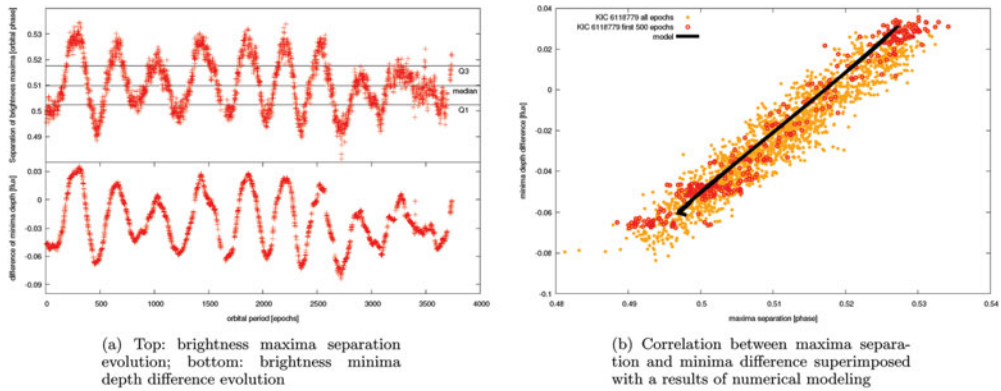 Separation of brightness maxima [orbital phase]
0.53
0.52
0.51
0.5
0.49
Q3
median
Q1
difference of minima depth [flux]
0.03
0
-0.03
-0.06
-0.09
0 500 1000 1500 2000 2500 3000 3500 4000
orbital period [epochs]
(a) Top: brightness maxima separation
evolution; bottom: brightness minima
depth difference evolution
KIC 6118779 all epochs
KIC 6118779 first 500 epochs
model
minima depth difference [flux]
0.04
0.02
0
-0.02
-0.04
-0.06
-0.08
-0.1
0.48 0.49 0.5 0.51 0.52 0.53 0.54
maxima separation [phase]
(b) Correlation between maxima separa-
tion and minima difference superimposed
with a results of numerical modeling